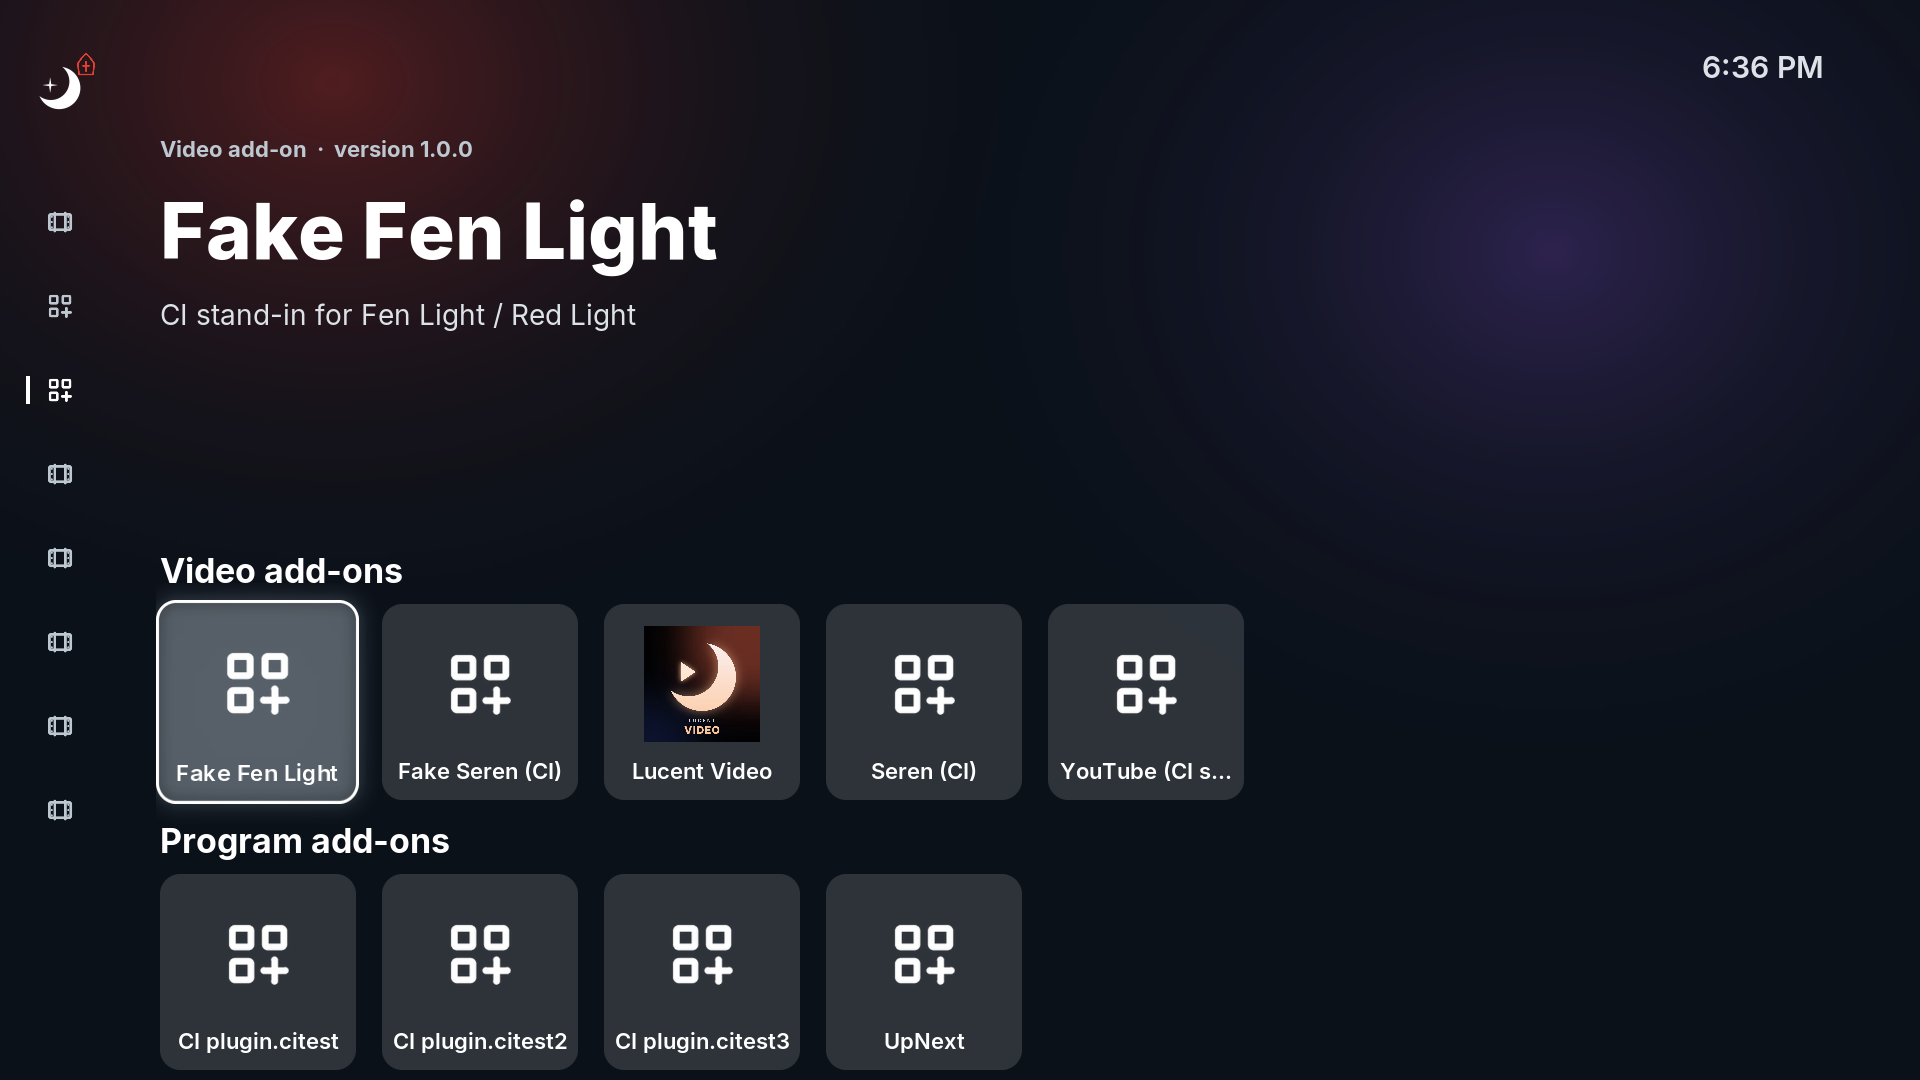 6:36 PM
Video add-on · version 1.0.0
Fake Fen Light
CI stand-in for Fen Light / Red Light
Video add-ons
LUCENT
VIDEO
Fake Fen Light
Fake Seren (CI)
Lucent Video
Seren (CI)
YouTube (CI s...
Program add-ons
CI plugin.citest
CI plugin.citest2
CI plugin.citest3
UpNext